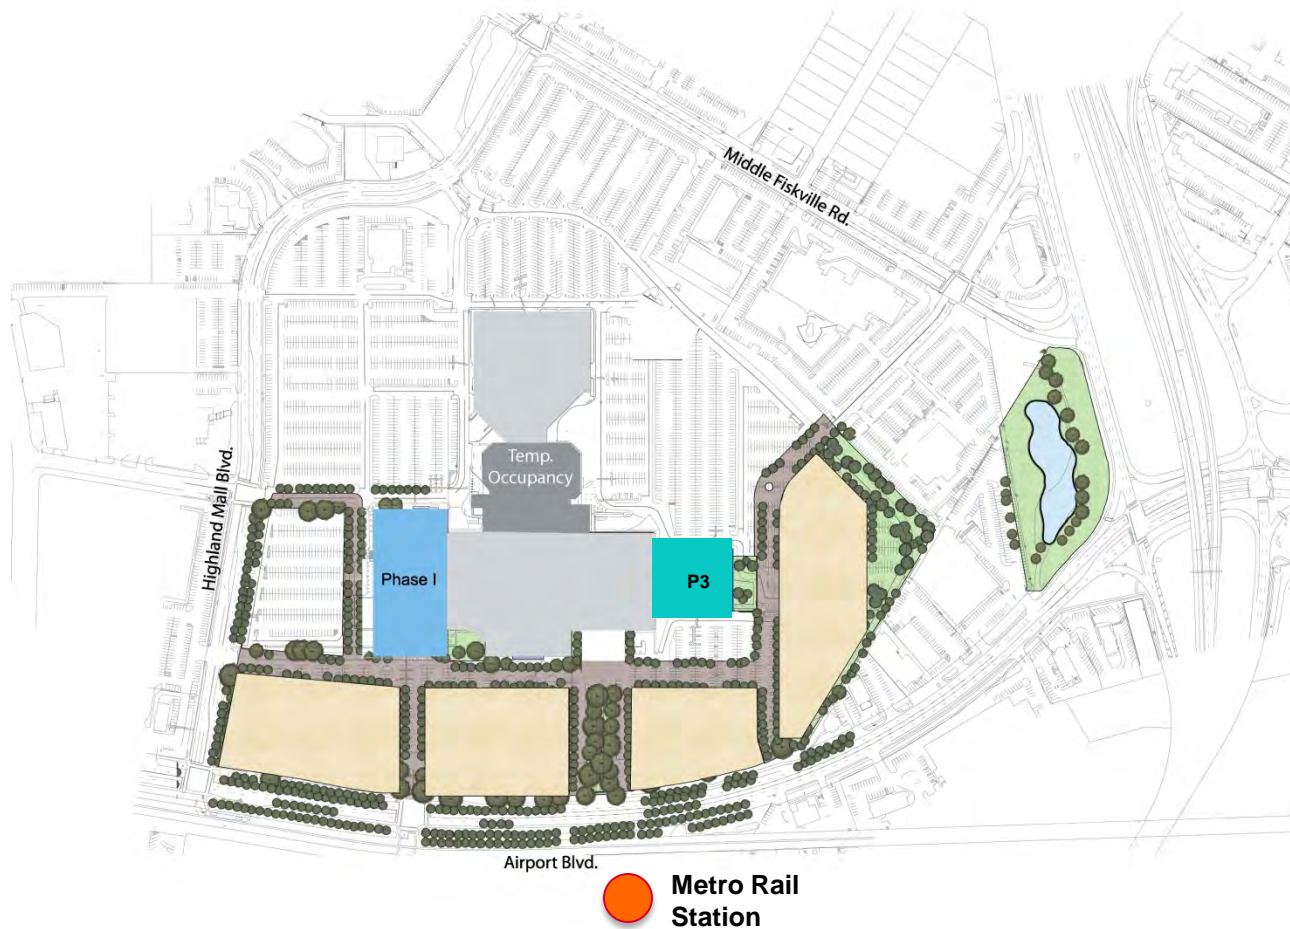 Middle Fiskville Rd.
Temp.
Occupancy
Highland Mall Blvd.
Phase I
P3
Airport Blvd.
Metro Rail
Station